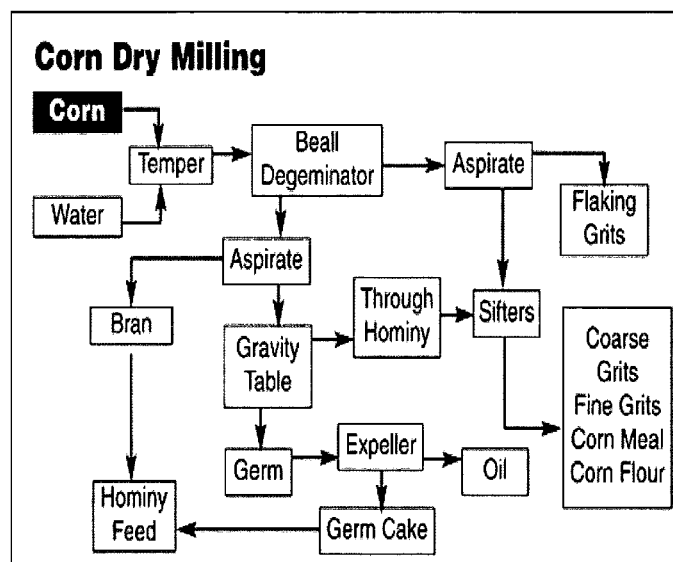 Corn Dry Milling
Corn
Temper
Water
Beall
Degeminator
Aspirate
Flaking
Grits
Aspirate
Bran
Through
Hominy
Sifters
Gravity
Table
Coarse
Grits
Fine Grits
Corn Meal
Corn Flour
Germ
Expeller
Oil
Hominy
Feed
Germ Cake